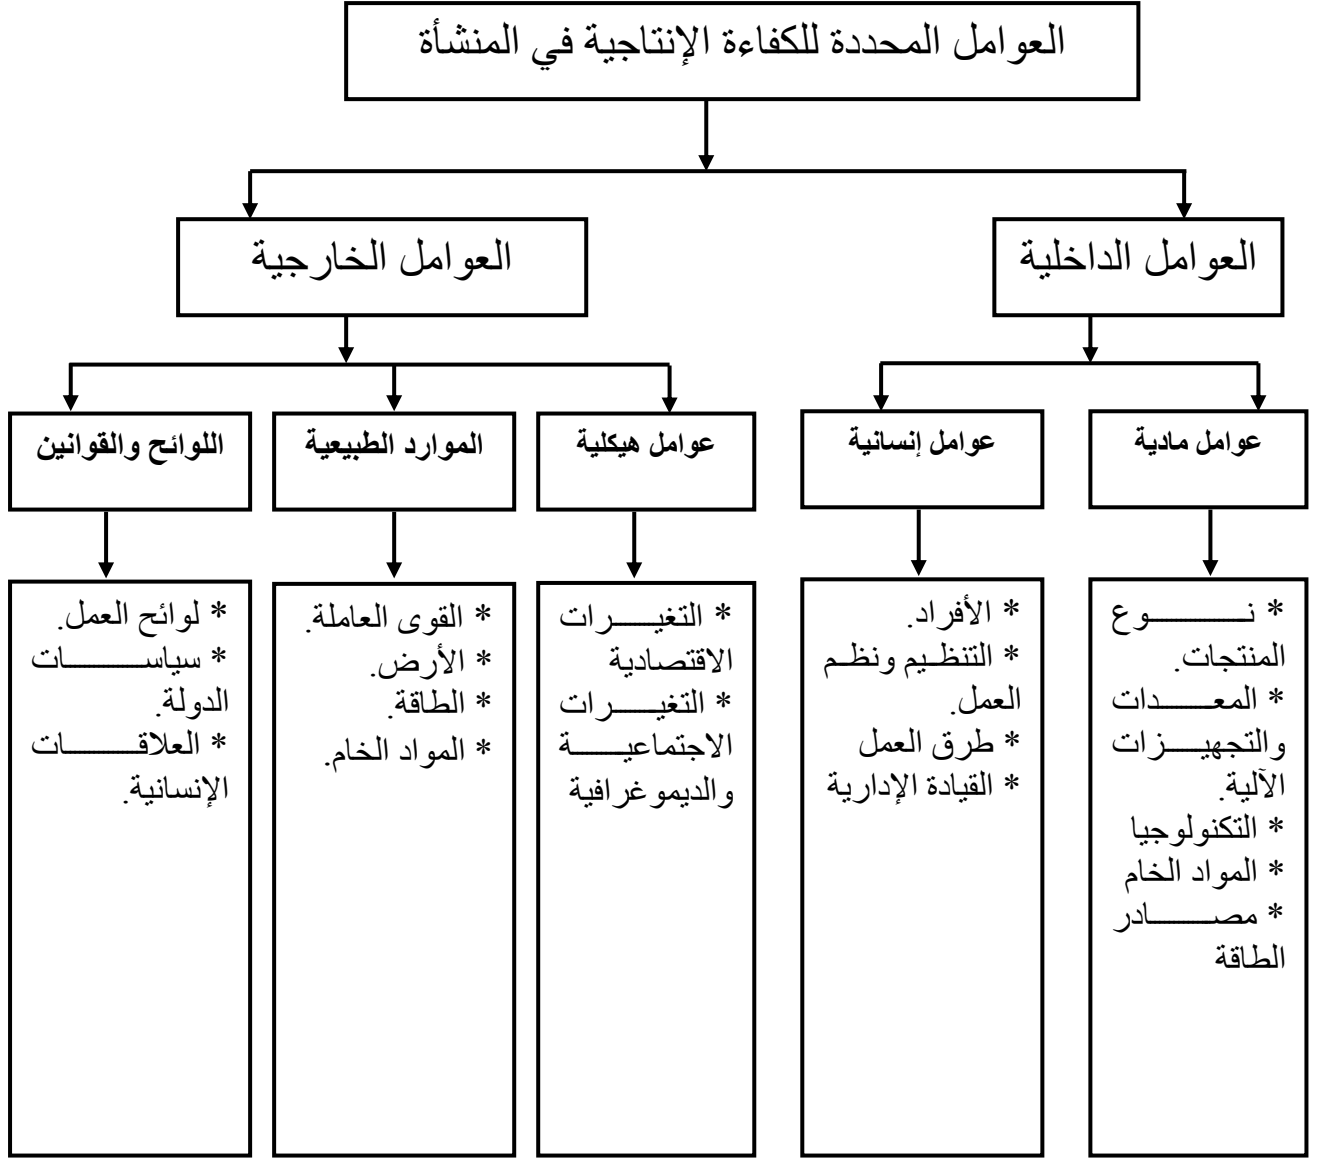 العوامل المحددة للكفاءة الإنتاجية في المنشأة
العوامل الداخلية
العوامل الخارجية
عوامل مادية
عوامل إنسانية
عوامل هيكلية
الموارد الطبيعية
اللوائح والقوانين
* نوع
المنتجات.
* المعدات
والتجهيزات
الآلية.
* التكنولوجيا
* المواد الخام
* مصادر
الطاقة
* الأفراد.
* التنظيم ونظم
العمل.
* طرق العمل
* القيادة الإدارية
* التغيرات
الاقتصادية
* التغيرات
الاجتماعية
والديموغرافية
* القوى العاملة.
* الأرض.
* الطاقة.
* المواد الخام.
* لوائح العمل.
* سياسات
الدولة.
* العلاقات
الإنسانية.